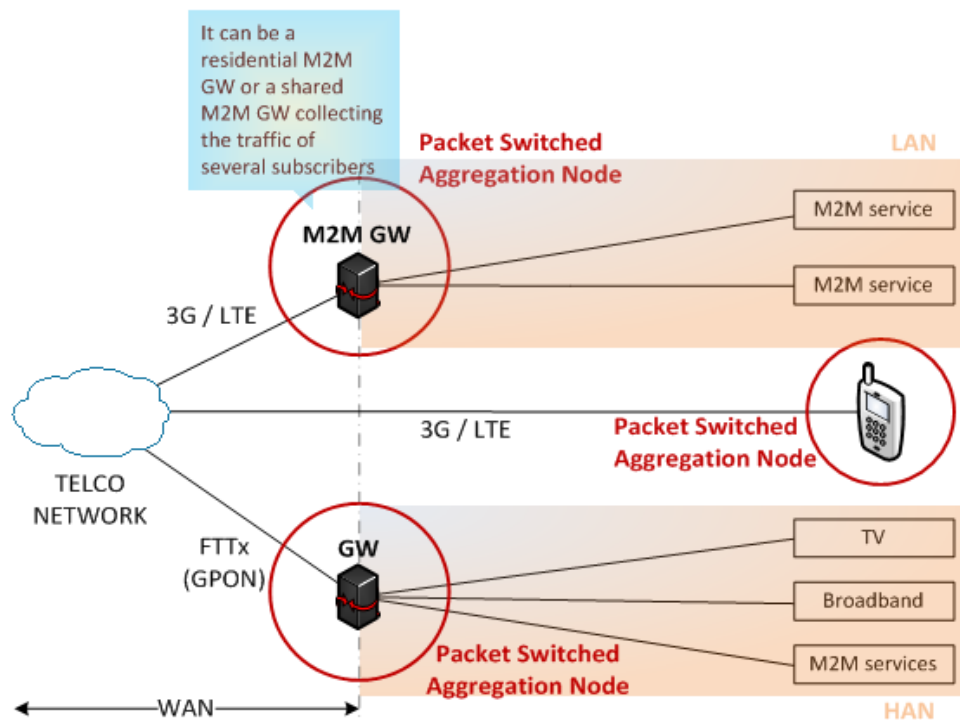 It can be a
residential M2M
GW or a shared
M2M GW collecting
the traffic of
several subscribers
Packet Switched
Aggregation Node
LAN
M2M GW
M2M service
M2M service
3G / LTE
3G / LTE
Packet Switched
Aggregation Node
TELCO
NETWORK
FTTx
(GPON)
GW
TV
Broadband
M2M services
Packet Switched
Aggregation Node
WAN
HAN